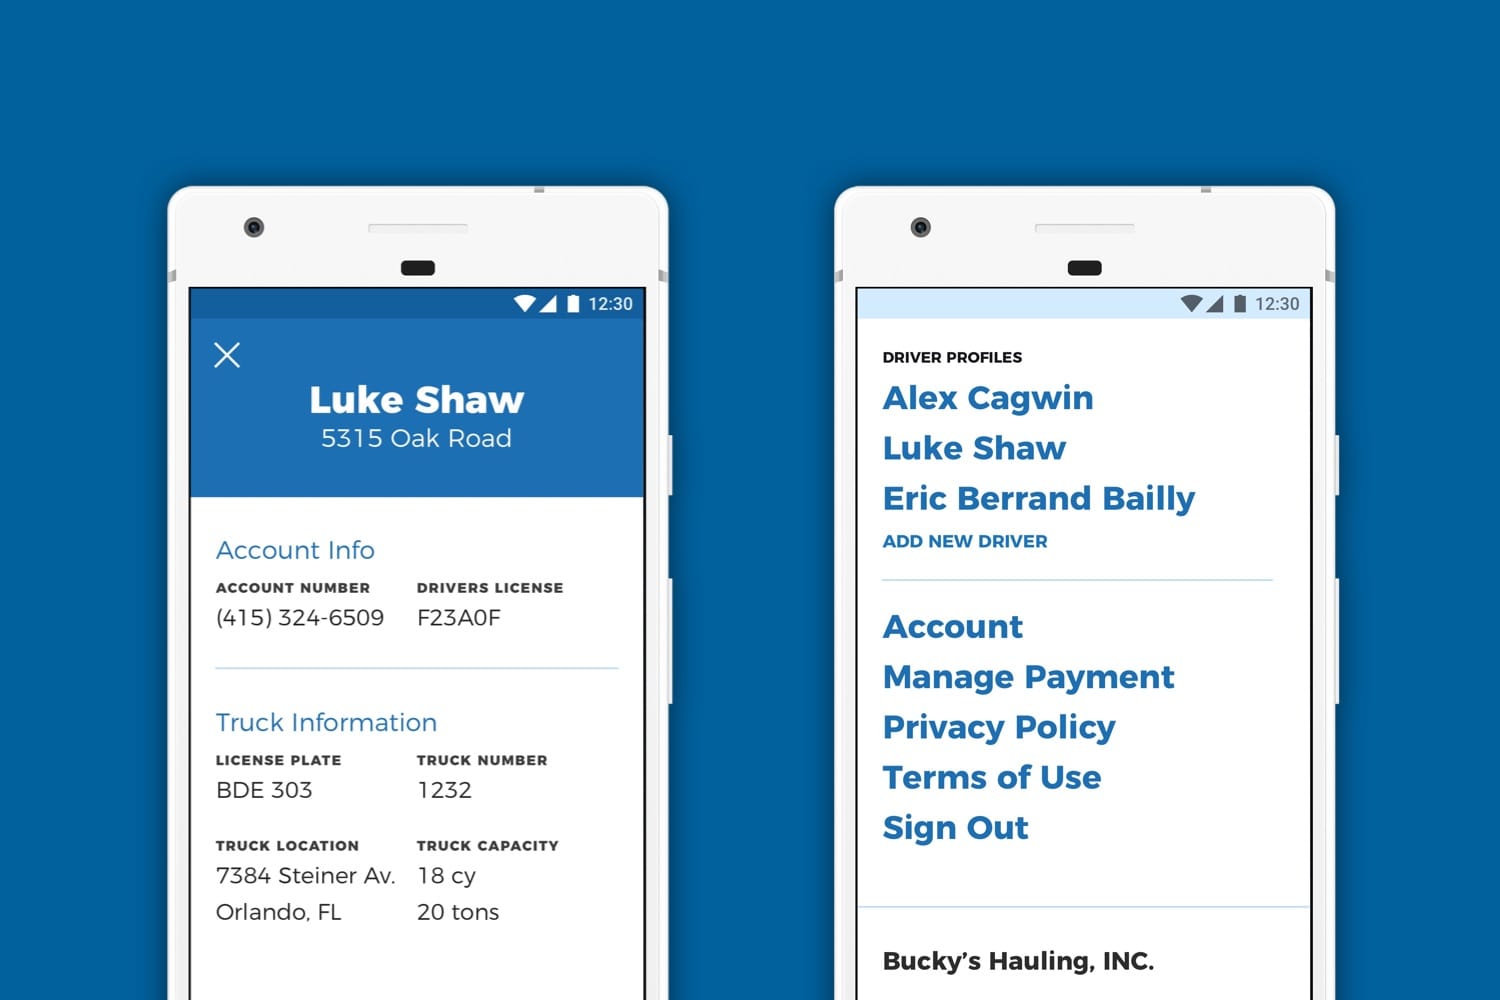 12:30
Luke Shaw
5315 Oak Road
Account Info
ACCOUNT NUMBER DRIVERS LICENSE
(415) 324-6509 F23A0F
Truck Information
LICENSE PLATE TRUCK NUMBER
BDE 303 1232
TRUCK LOCATION TRUCK CAPACITY
7384 Steiner Av. 18 cy
Orlando, FL 20 tons
12:30
DRIVER PROFILES
Alex Cagwin
Luke Shaw
Eric Berrand Bailly
ADD NEW DRIVER
Account
Manage Payment
Privacy Policy
Terms of Use
Sign Out
Bucky’s Hauling, INC.